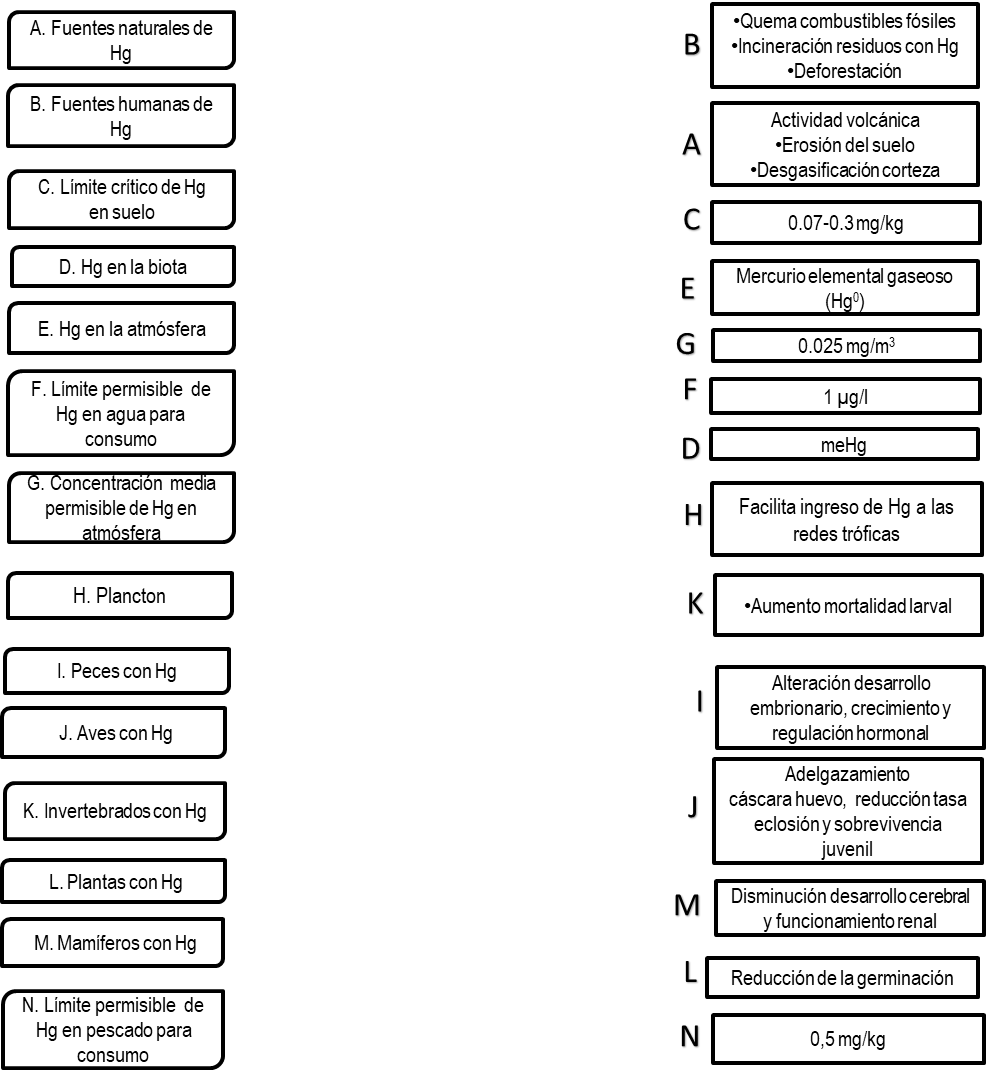 A. Fuentes naturales de
Hg
B. Fuentes humanas de
Hg
C. Límite crítico de Hg
en suelo
D. Hg en la biota
E. Hg en la atmósfera
F. Límite permisible de
Hg en agua para
consumo
G. Concentración media
permisible de Hg en
atmósfera
H. Plancton
I. Peces con Hg
J. Aves con Hg
K. Invertebrados con Hg
L. Plantas con Hg
M. Mamíferos con Hg
N. Límite permisible de
Hg en pescado para
consumo
B
•Quema combustibles fósiles
•Incineración residuos con Hg
•Deforestación
A
Actividad volcánica
•Erosión del suelo
•Desgasificación corteza
C
0.07-0.3 mg/kg
E
Mercurio elemental gaseoso
(Hg⁰)
G
0.025 mg/m³
F
1 µg/l
D
meHg
H
Facilita ingreso de Hg a las
redes tróficas
K
•Aumento mortalidad larval
I
Alteración desarrollo
embrionario, crecimiento y
regulación hormonal
J
Adelgazamiento
cáscara huevo, reducción tasa
eclosión y sobrevivencia
juvenil
M
Disminución desarrollo cerebral
y funcionamiento renal
L
Reducción de la germinación
N
0,5 mg/kg